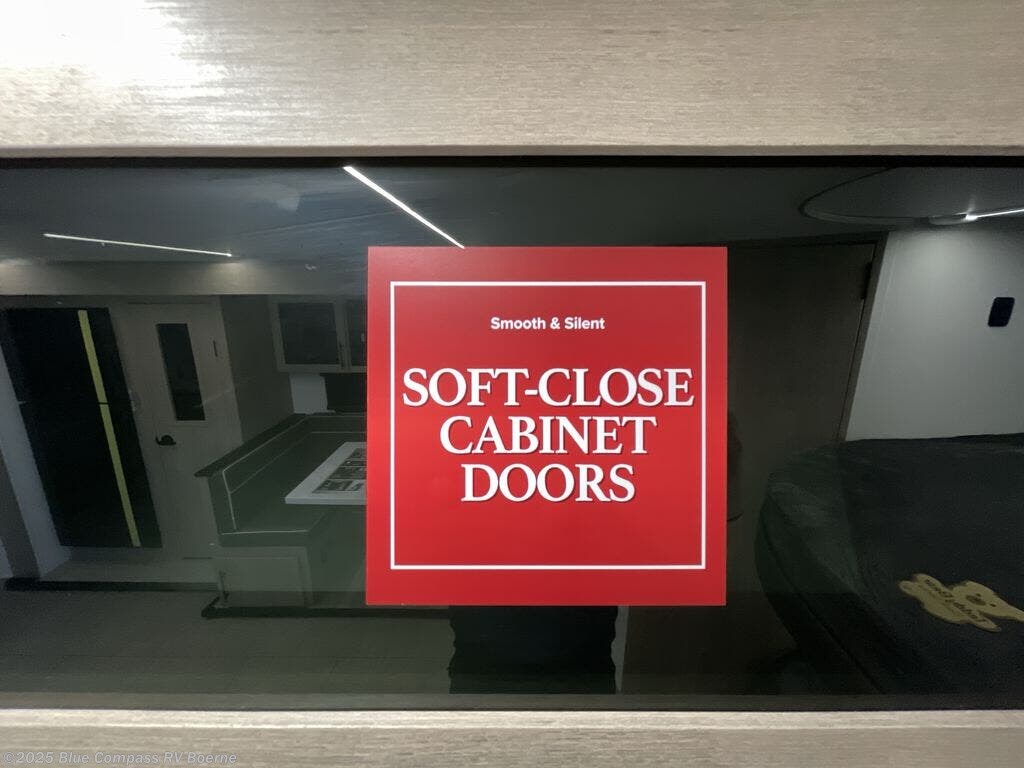 Smooth & Silent
SOFT-CLOSE
CABINET
DOORS
©2025 Blue Compass RV Boerne